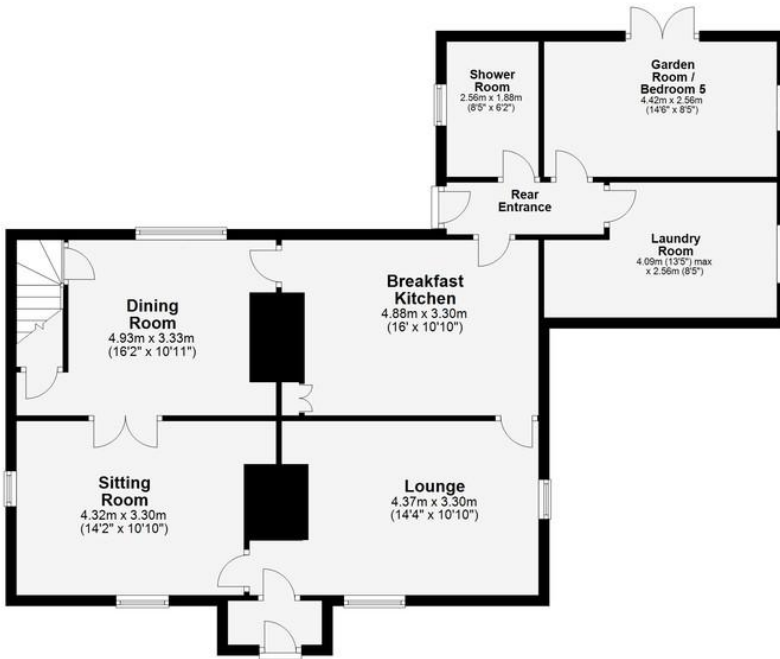 Shower
Room
2.56m x 1.88m
(8'5" x 6'2")
Garden
Room /
Bedroom 5
4.42m x 2.56m
(14'6" x 8'5")
Rear
Entrance
Laundry
Room
4.09m (13'5") max
x 2.56m (8'5")
Dining
Room
4.93m x 3.33m
(16'2" x 10'11")
Breakfast
Kitchen
4.88m x 3.30m
(16' x 10'10")
Sitting
Room
4.32m x 3.30m
(14'2" x 10'10")
Lounge
4.37m x 3.30m
(14'4" x 10'10")